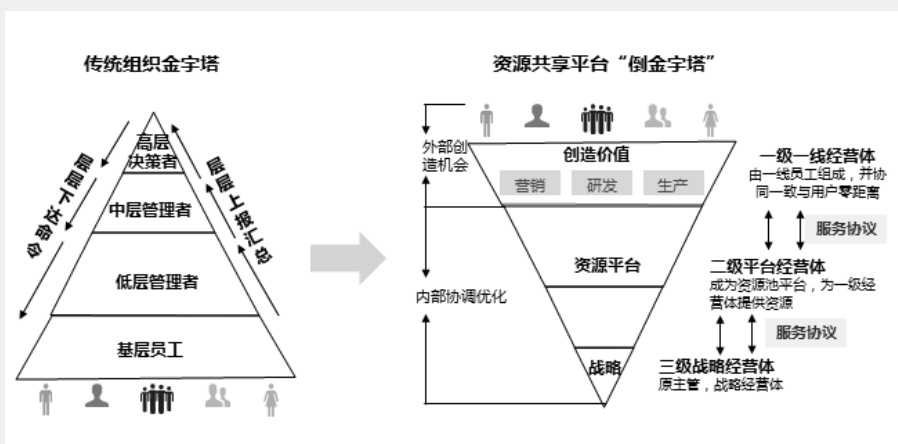 传统组织金字塔
资源共享平台“倒金字塔”
高层
决策者
中层管理者
低层管理者
基层员工
层层下达命令
层层上报汇总
外部创
造机会
内部协调优化
创造价值
营销
研发
生产
资源平台
战略
一级一线经营体
由一线员工组成，并协
同一致与用户零距离
服务协议
二级平台经营体
成为资源池平台，为一级经
营体提供资源
服务协议
三级战略经营体
原主管，战略经营体